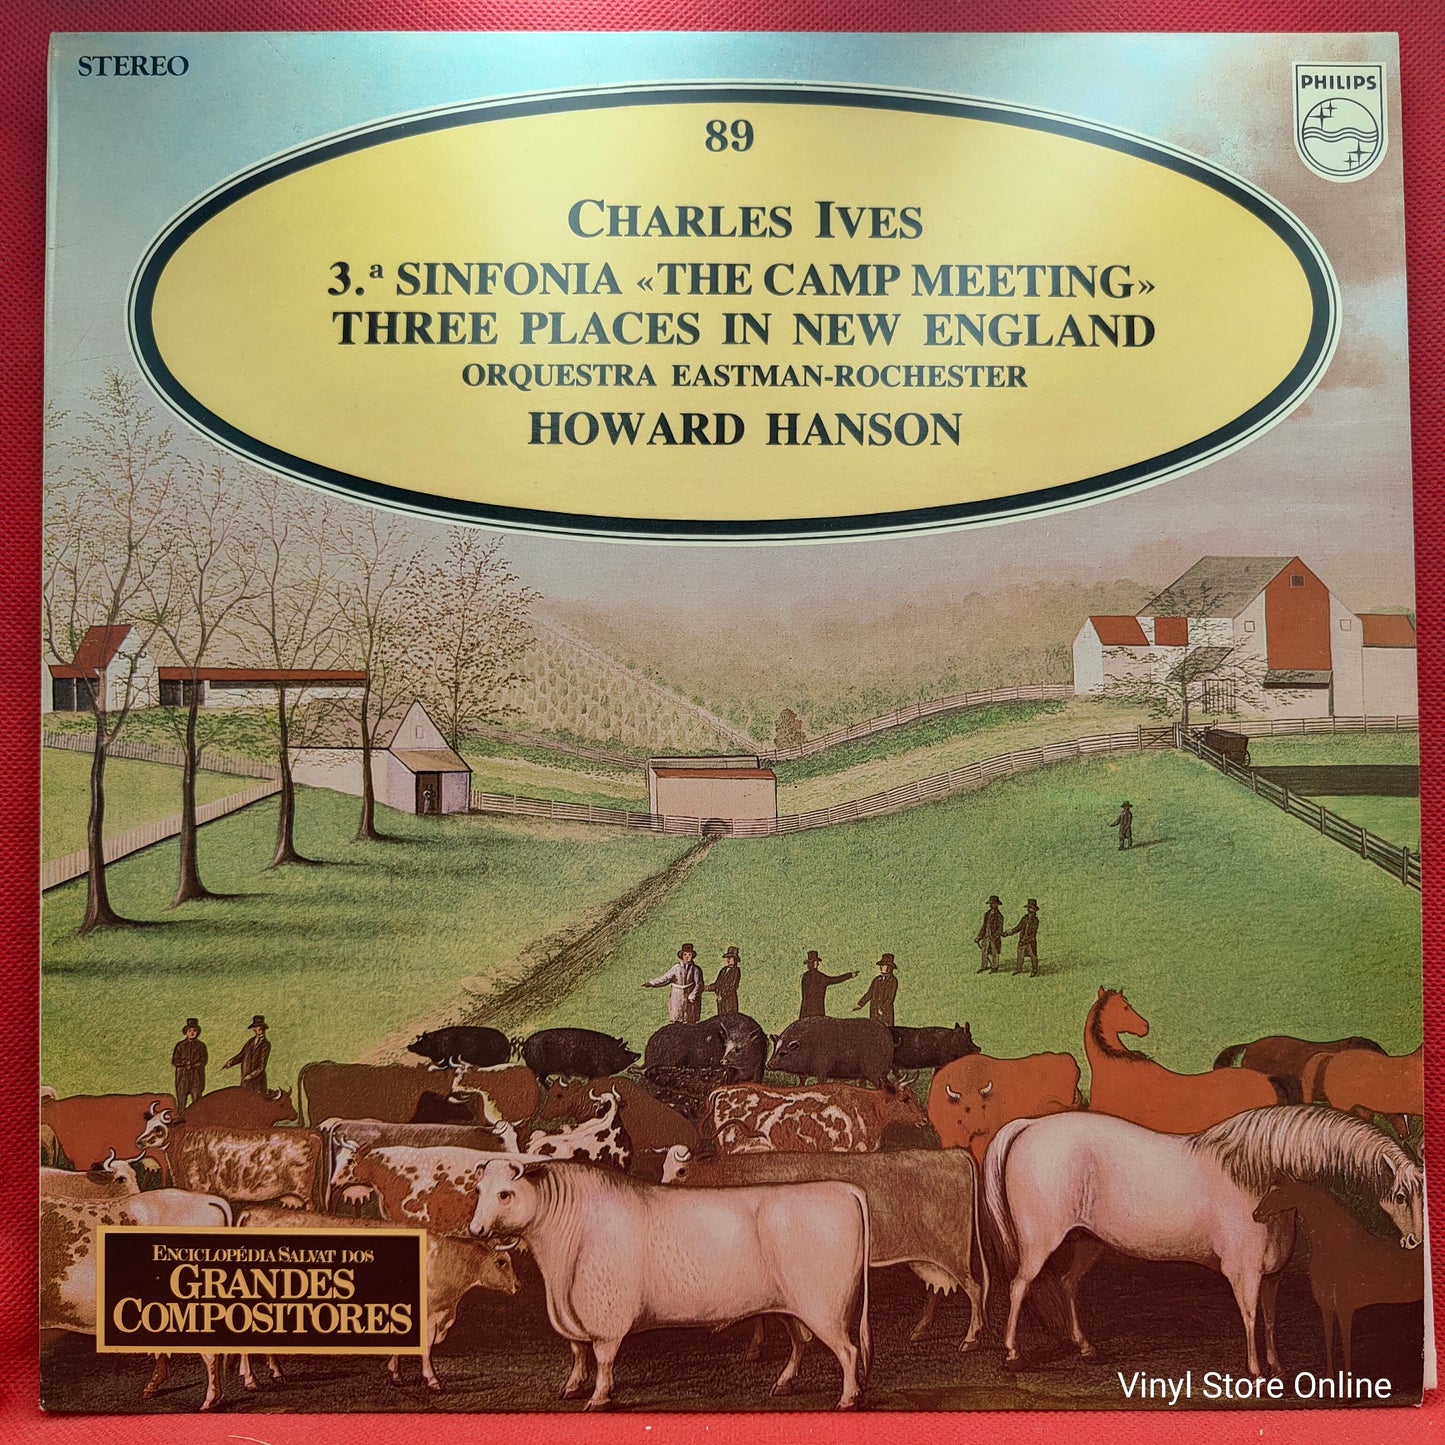 STEREO
PHILIPS
89
CHARLES IVES
3.ª SINFONIA «THE CAMP MEETING»
THREE PLACES IN NEW ENGLAND
ORQUESTRA EASTMAN-ROCHESTER
HOWARD HANSON
ENCICLOPÉDIA SALVAT DOS
GRANDES
COMPOSITORES
Vinyl Store Online